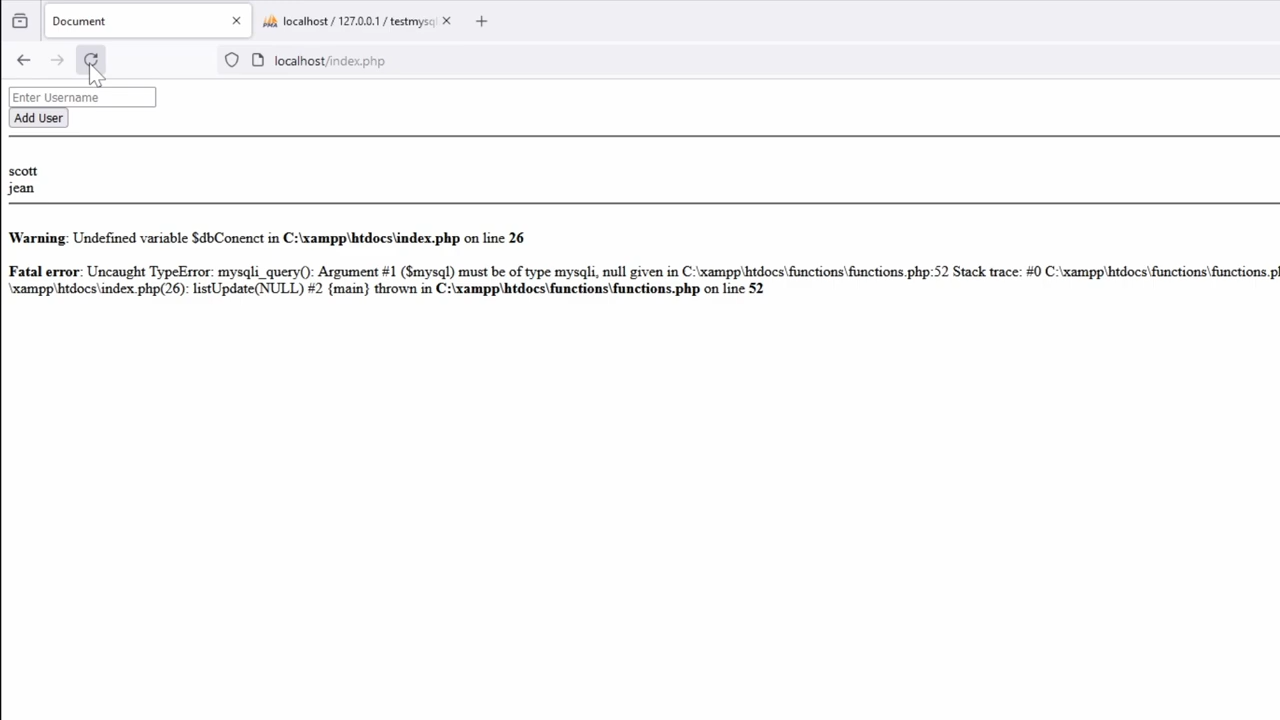 Document
localhost / 127.0.0.1 / testmysq
localhost/index.php
Enter Username
Add User
scott
jean
Warning: Undefined variable $dbConenct in C:\xampp\htdocs\index.php on line 26
Fatal error: Uncaught TypeError: mysqli_query(): Argument #1 ($mysql) must be of type mysqli, null given in C:\xampp\htdocs\functions\functions.php:52 Stack trace: #0 C:\xampp\htdocs\functions\functions.p
\xampp\htdocs\index.php(26): listUpdate(NULL) #2 {main} thrown in C:\xampp\htdocs\functions\functions.php on line 52